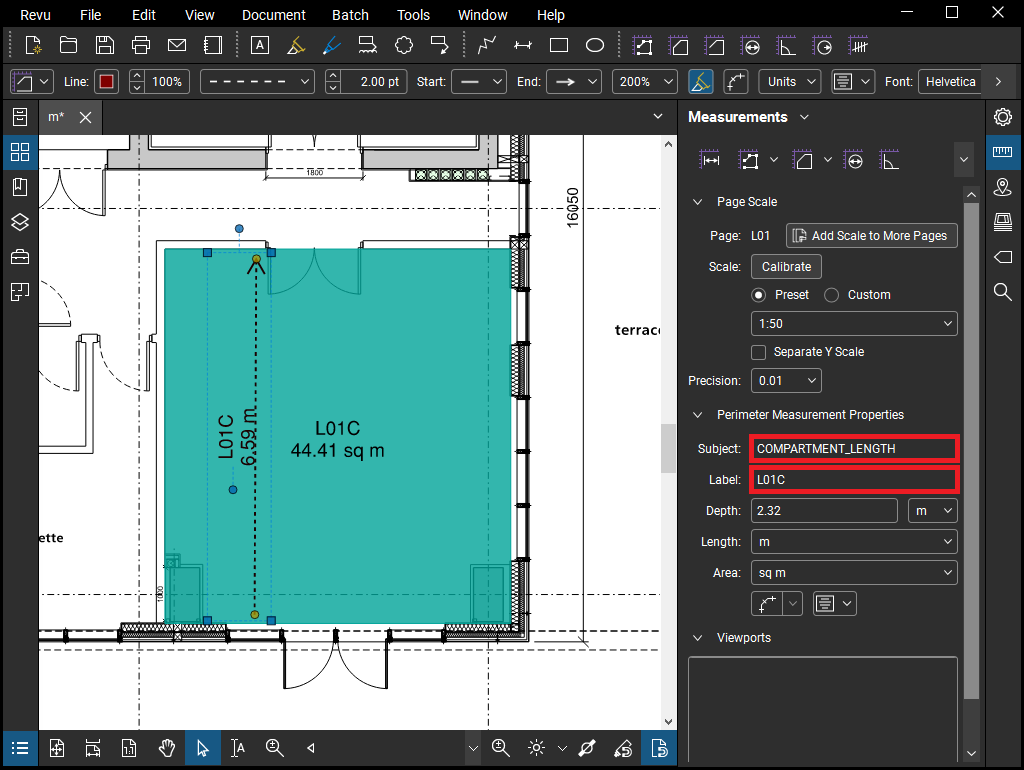 Revu File Edit View Document Batch Tools Window Help
Line: 100% 2.00 pt Start: End: 200% Units Font: Helvetica
m*
Measurements
1800
16050
Page Scale
Page: L01 Add Scale to More Pages
Scale: Calibrate
Preset Custom
1:50
terrace
Separate Y Scale
Precision: 0.01
Perimeter Measurement Properties
L01C
6.59 m
L01C
44.41 sq m
Subject: COMPARTMENT_LENGTH
Label: L01C
Depth: 2.32 m
ette
Length: m
Area: sq m
1000
Viewports